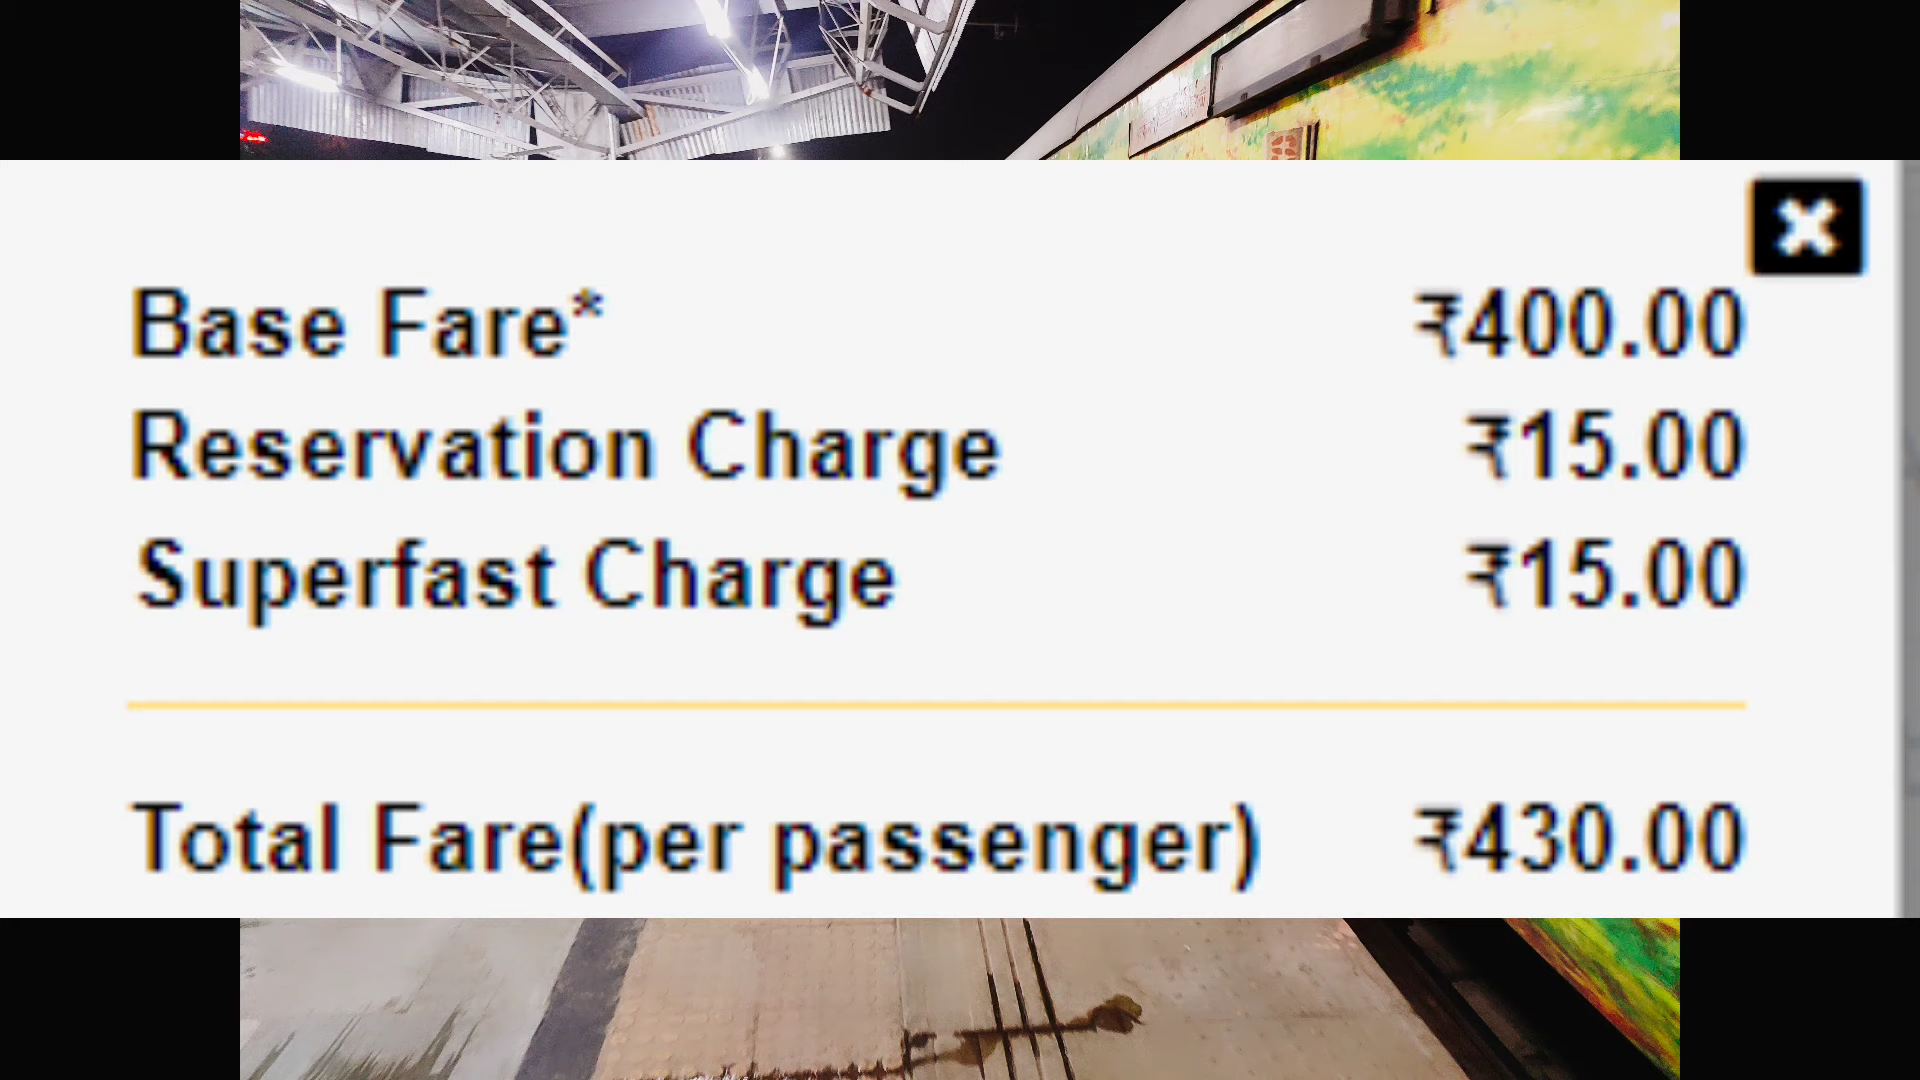 Base Fare* ₹400.00
Reservation Charge ₹15.00
Superfast Charge ₹15.00
Total Fare(per passenger) ₹430.00